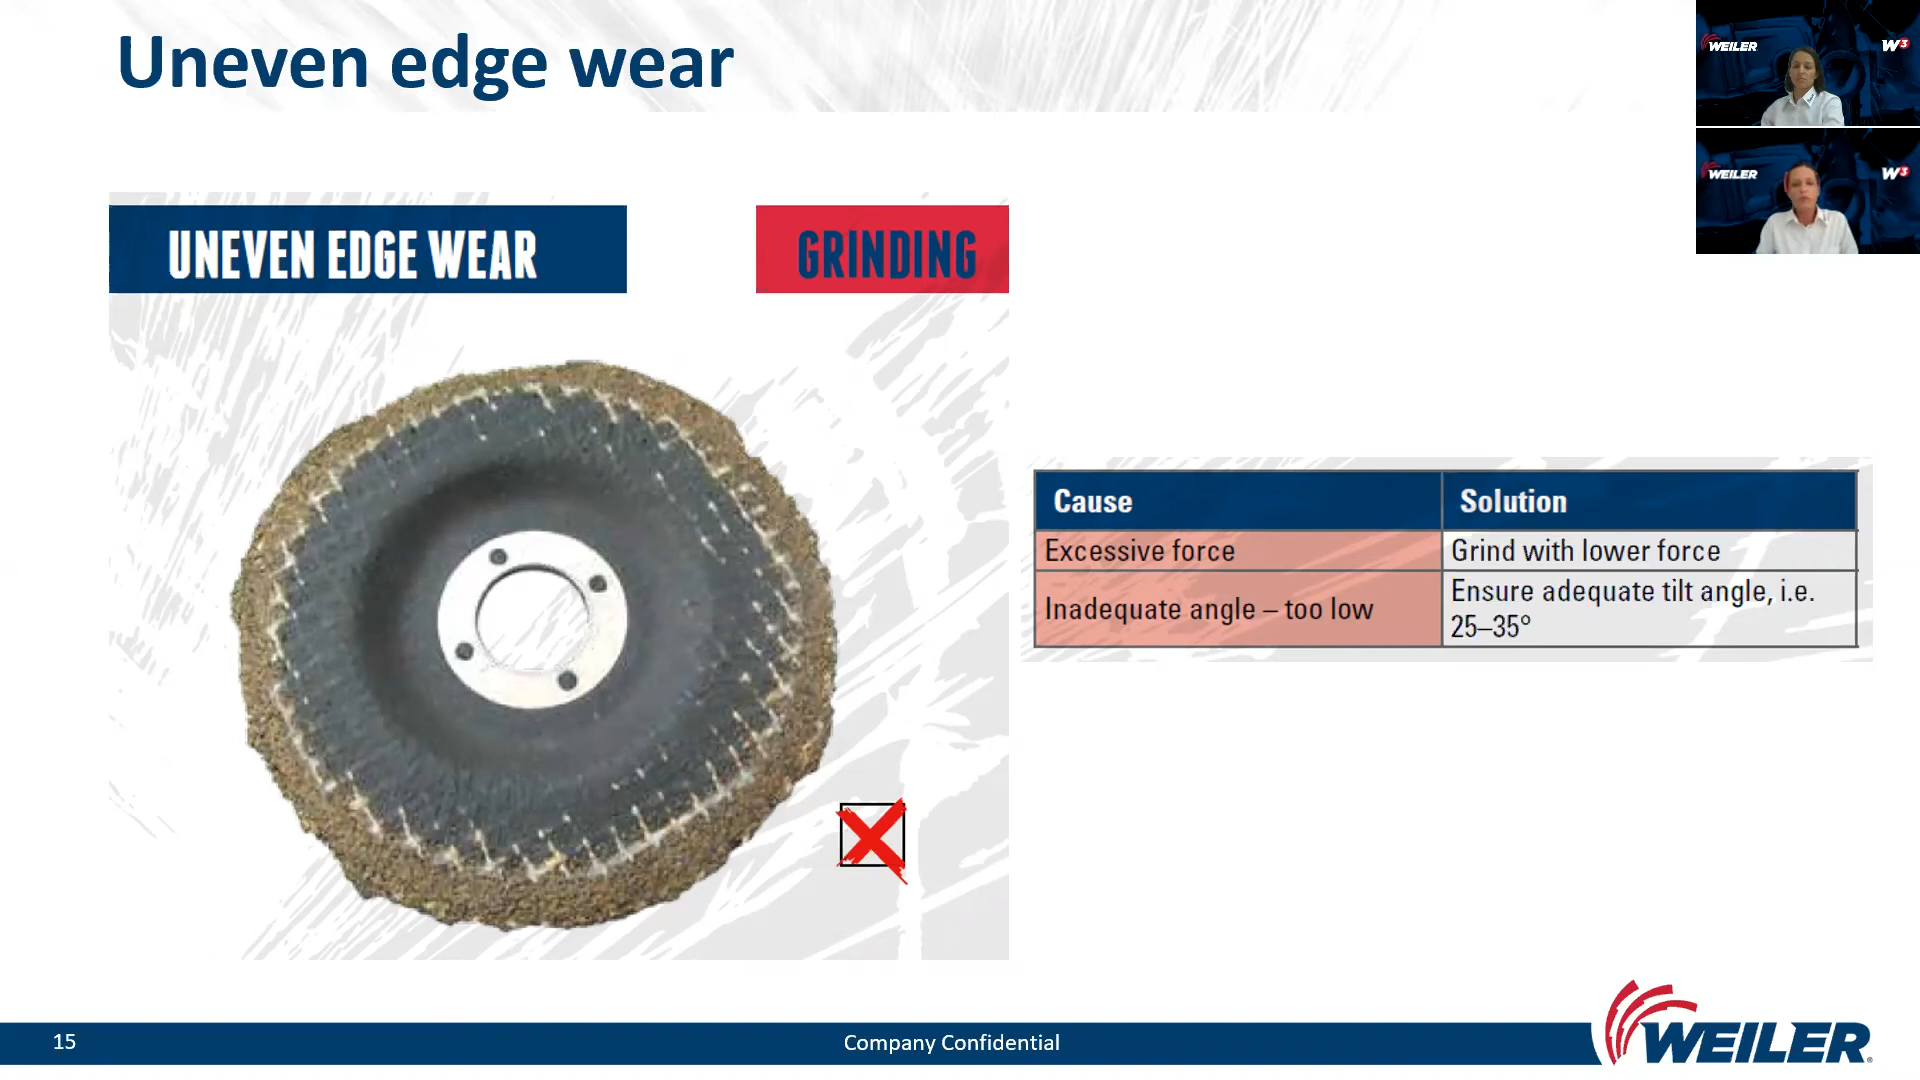 Uneven edge wear
WEILER W3
WEILER W3
UNEVEN EDGE WEAR
GRINDING
Cause
Solution
Excessive force
Grind with lower force
Inadequate angle – too low
Ensure adequate tilt angle, i.e.
25–35°
15
Company Confidential
WEILER®